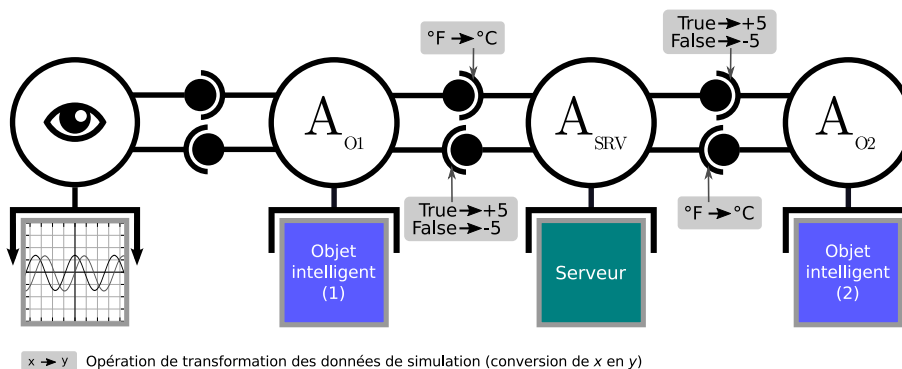 °F → °C
True → +5
False → -5
A O1
A SRV
A O2
True → +5
False → -5
°F → °C
Objet
intelligent
(1)
Serveur
Objet
intelligent
(2)
x → y Opération de transformation des données de simulation (conversion de x en y)